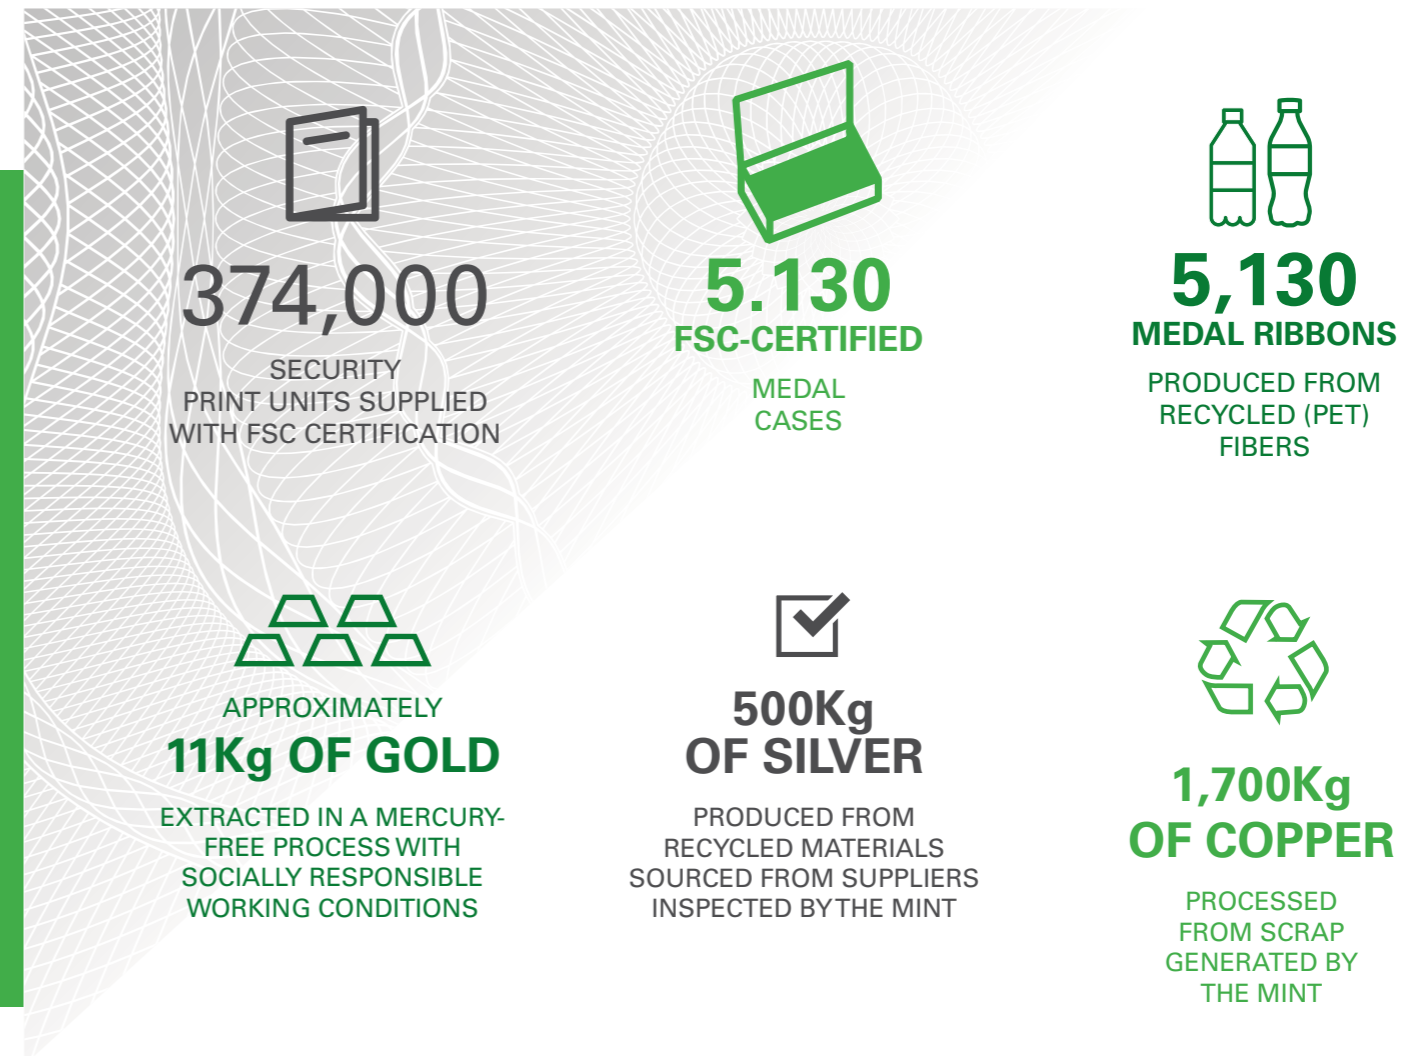 374,000
SECURITY
PRINT UNITS SUPPLIED
WITH FSC CERTIFICATION
5.130
FSC-CERTIFIED
MEDAL
CASES
5,130
MEDAL RIBBONS
PRODUCED FROM
RECYCLED (PET)
FIBERS
APPROXIMATELY
11Kg OF GOLD
EXTRACTED IN A MERCURY-
FREE PROCESS WITH
SOCIALLY RESPONSIBLE
WORKING CONDITIONS
500Kg
OF SILVER
PRODUCED FROM
RECYCLED MATERIALS
SOURCED FROM SUPPLIERS
INSPECTED BY THE MINT
1,700Kg
OF COPPER
PROCESSED
FROM SCRAP
GENERATED BY
THE MINT